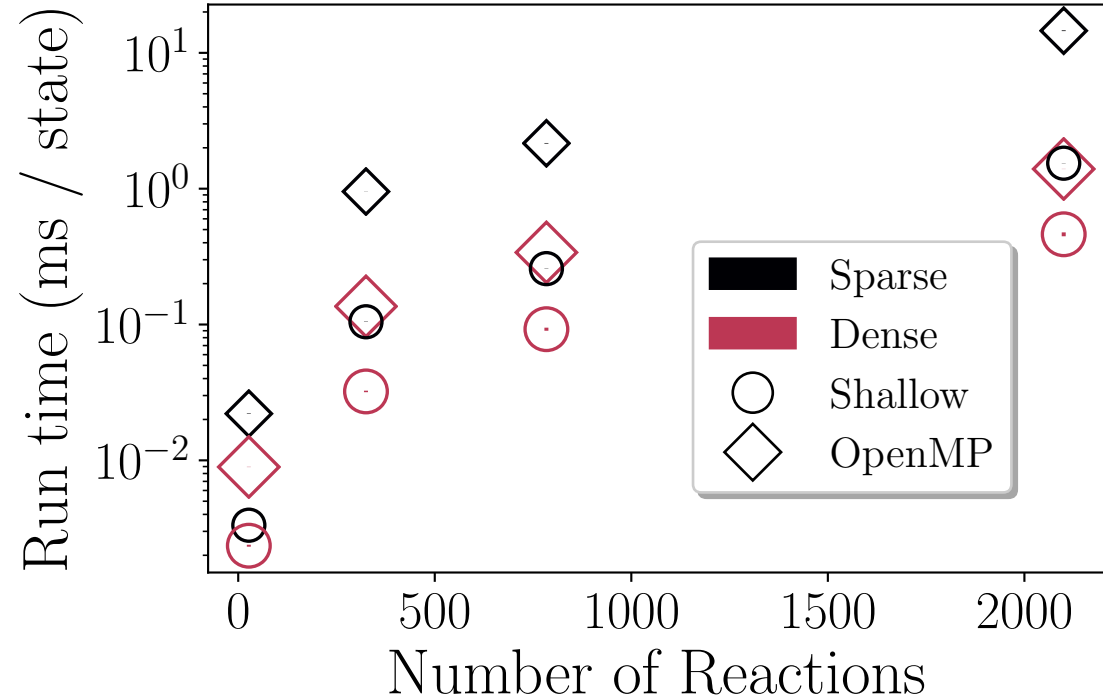 Run time (ms / state)
10^1
10^0
10^−1
10^−2
Sparse
Dense
Shallow
OpenMP
0 500 1000 1500 2000
Number of Reactions